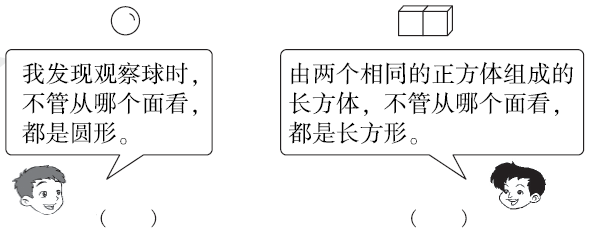 我发现观察球时，
不管从哪个面看，
都是圆形。
由两个相同的正方体组成的
长方体，不管从哪个面看，
都是长方形。
（　　）
（　　）